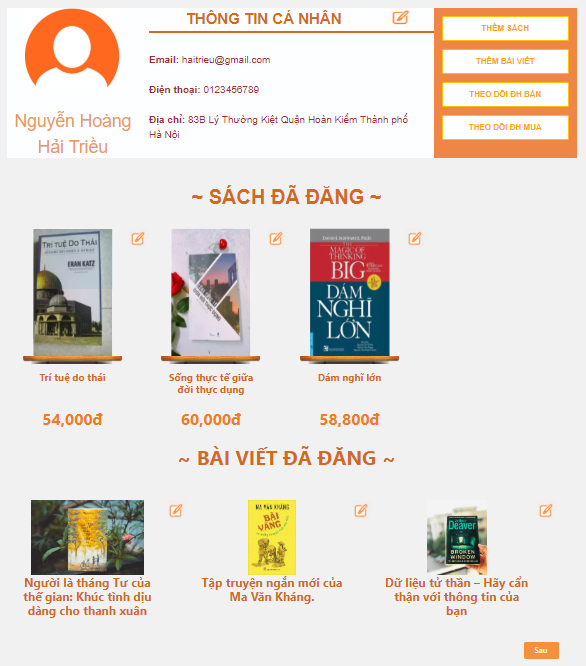 THÔNG TIN CÁ NHÂN
Nguyễn Hoàng
Hải Triều
Email: haitrieu@gmail.com
Điện thoại: 0123456789
Địa chỉ: 83B Lý Thường Kiệt Quận Hoàn Kiếm Thành phố
Hà Nội
THÊM SÁCH
THÊM BÀI VIẾT
THEO DÕI ĐH BÁN
THEO DÕI ĐH MUA
~ SÁCH ĐÃ ĐĂNG ~
TRÍ TUỆ DO THÁI
ERAN KATZ
THE
MAGIC OF
THINKING
BIG
DÁM
NGHĨ
LỚN
Trí tuệ do thái
Sống thực tế giữa
đời thực dụng
Dám nghĩ lớn
54,000đ
60,000đ
58,800đ
~ BÀI VIẾT ĐÃ ĐĂNG ~
MA VĂN KHÁNG
BÀI
VÀNG
Deaver
BROKEN
WINDOW
Người là tháng Tư của
thế gian: Khúc tình dịu
dàng cho thanh xuân
Tập truyện ngắn mới của
Ma Văn Kháng.
Dữ liệu tử thần – Hãy cẩn
thận với thông tin của
bạn
Sau